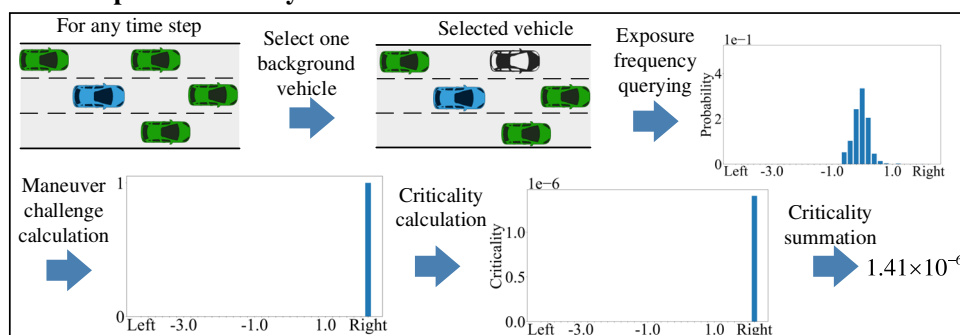 For any time step
Select one
background
vehicle
Selected vehicle
Exposure
frequency
querying
1e−1
Probability
4
2
0
Left -3.0 -1.0 1.0 Right
Maneuver
challenge
calculation
1
0
Left -3.0 -1.0 1.0 Right
Criticality
calculation
1e−6
Criticality
1.0
0.5
0.0
Left -3.0 -1.0 1.0 Right
Criticality
summation
1.41×10⁻⁶